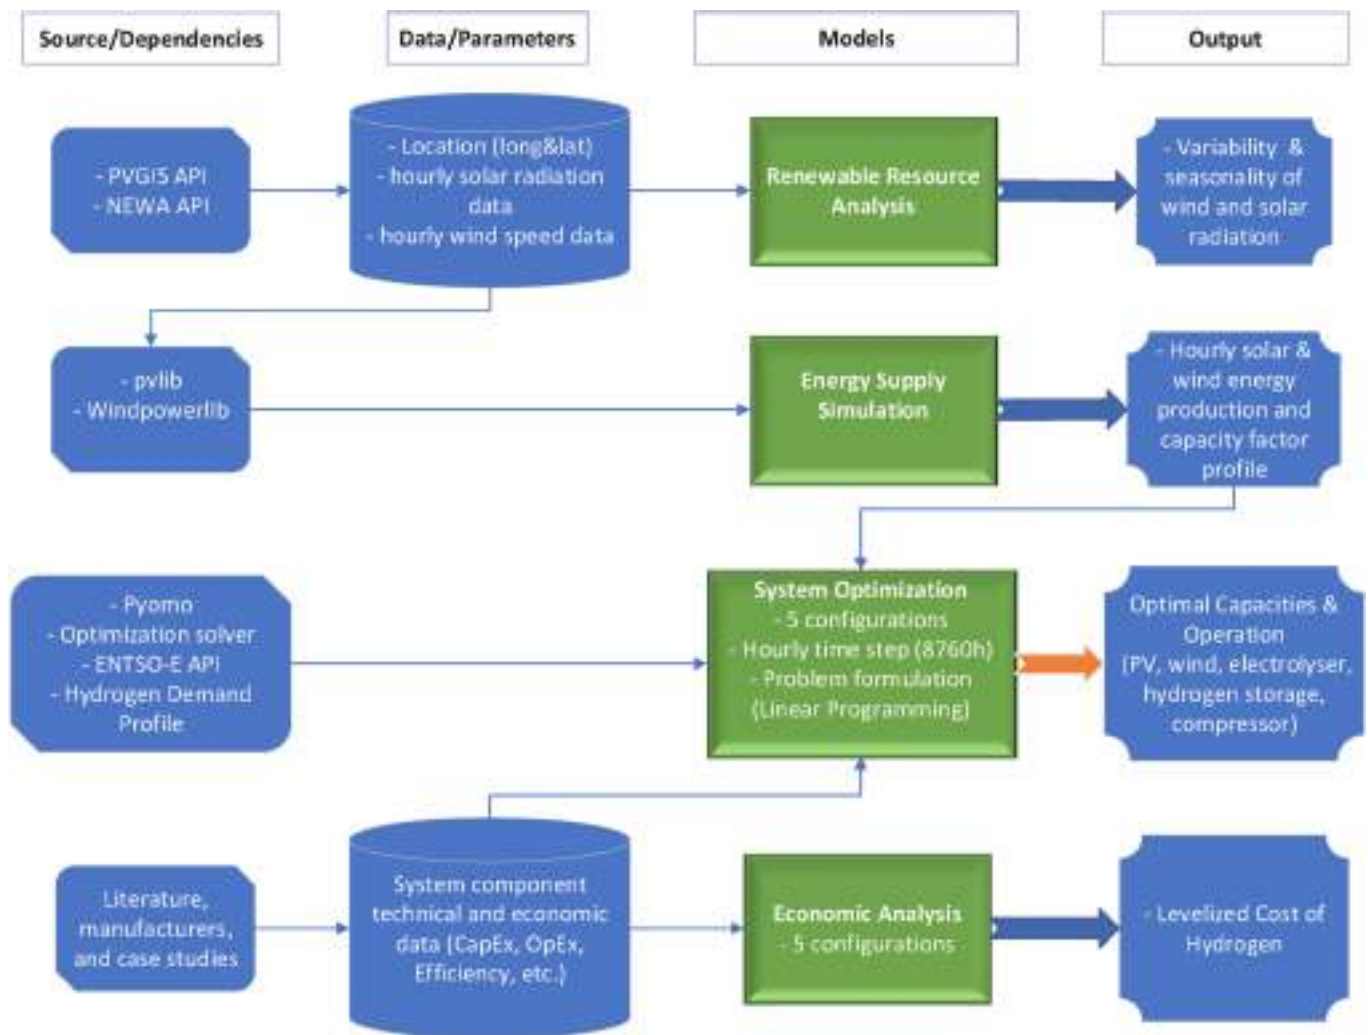 Source/Dependencies
Data/Parameters
Models
Output
- PVGIS API
- NEWA API
- Location (long&lat)
- hourly solar radiation
data
- hourly wind speed data
Renewable Resource
Analysis
- Variability &
seasonality of
wind and solar
radiation
- pvlib
- Windpowerlib
Energy Supply
Simulation
- Hourly solar &
wind energy
production and
capacity factor
profile
- Pyomo
- Optimization solver
- ENTSO-E API
- Hydrogen Demand
Profile
System Optimization
- 5 configurations
- Hourly time step (8760h)
- Problem formulation
(Linear Programming)
Optimal Capacities &
Operation
(PV, wind, electrolyser,
hydrogen storage,
compressor)
Literature,
manufacturers,
and case studies
System component
technical and economic
data (CapEx, OpEx,
Efficiency, etc.)
Economic Analysis
- 5 configurations
- Levelized Cost of
Hydrogen